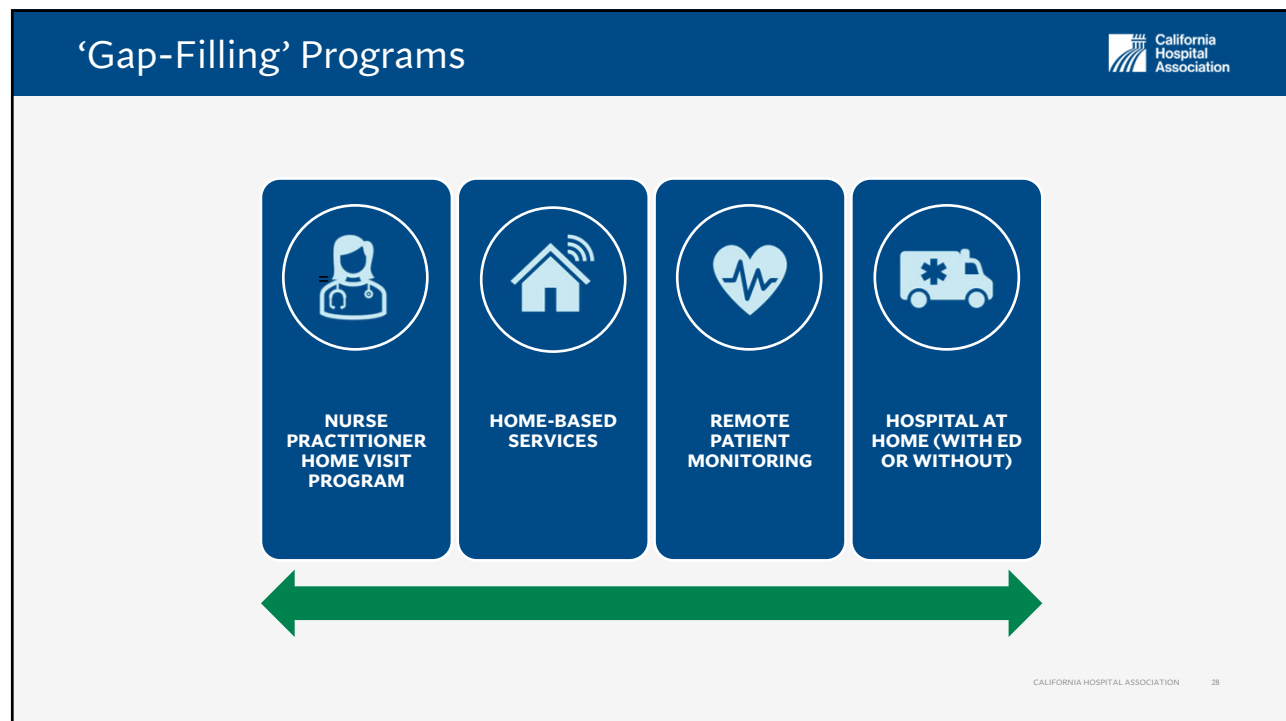 ‘Gap-Filling’ Programs
California
Hospital
Association
NURSE
PRACTITIONER
HOME VISIT
PROGRAM
HOME-BASED
SERVICES
REMOTE
PATIENT
MONITORING
HOSPITAL AT
HOME (WITH ED
OR WITHOUT)
=
CALIFORNIA HOSPITAL ASSOCIATION 28